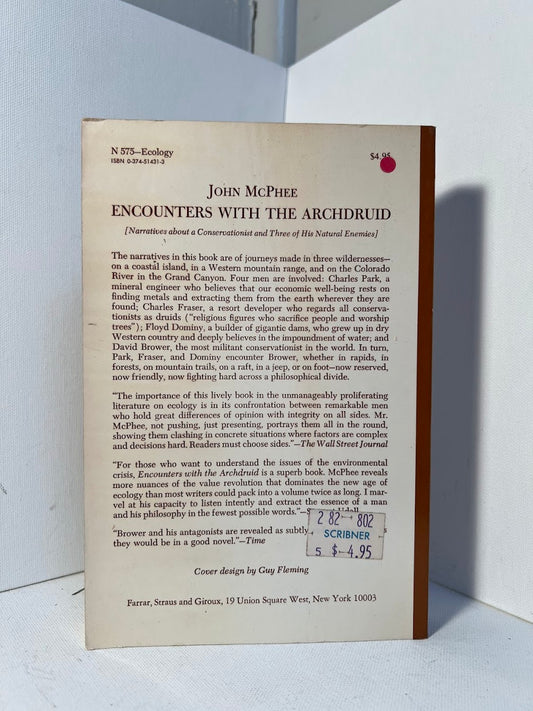 N 575—Ecology
ISBN 0-374-51431-3
$4.95
JOHN MCPHEE
ENCOUNTERS WITH THE ARCHDRUID
[Narratives about a Conservationist and Three of His Natural Enemies]
The narratives in this book are of journeys made in three wildernesses—
on a coastal island, in a Western mountain range, and on the Colorado
River in the Grand Canyon. Four men are involved: Charles Park, a
mineral engineer who believes that our economic well-being rests on
finding metals and extracting them from the earth wherever they are
found; Charles Fraser, a resort developer who regards all conserva-
tionists as druids (“religious figures who sacrifice people and worship
trees”); Floyd Dominy, a builder of gigantic dams, who grew up in dry
Western country and deeply believes in the impoundment of water; and
David Brower, the most militant conservationist in the world. In turn,
Park, Fraser, and Dominy encounter Brower, whether in rapids, in
forests, on mountain trails, on a raft, in a jeep, or on foot—now reserved,
now friendly, now fighting hard across a philosophical divide.
“The importance of this lively book in the unmanageably proliferating
literature on ecology is in its confrontation between remarkable men
who hold great differences of opinion with integrity on all sides. Mr.
McPhee, not pushing, just presenting, portrays them all in the round,
showing them clashing in concrete situations where factors are complex
and decisions hard. Readers must choose sides.”—The Wall Street Journal
“For those who want to understand the issues of the environmental
crisis, Encounters with the Archdruid is a superb book. McPhee reveals
more nuances of the value revolution that dominates the new age of
ecology than most writers could pack into a volume twice as long. I mar-
vel at his capacity to listen intently and extract the essence of a man
and his philosophy in the fewest possible words.”—
“Brower and his antagonists are revealed as subtly
they would be in a good novel.”—Time
2 82 802
SCRIBNER
5 $-4.95
Cover design by Guy Fleming
Farrar, Straus and Giroux, 19 Union Square West, New York 10003